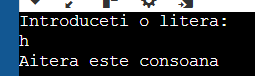 Introduceti o litera:
h
Aitera este consoana